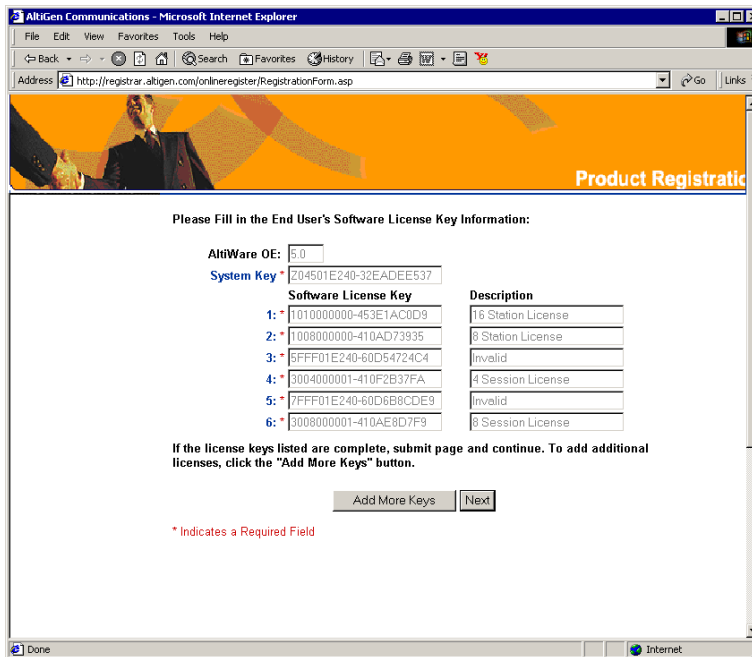 AltiGen Communications - Microsoft Internet Explorer
File Edit View Favorites Tools Help
Back Search Favorites History
Address http://registrar.altigen.com/onlineregister/RegistrationForm.asp Go Links
Product Registratio
Please Fill in the End User's Software License Key Information:
AltiWare OE: 5.0
System Key * Z04501E240-32EADEE537
Software License Key Description
1: * 1010000000-453E1AC0D9 16 Station License
2: * 1008000000-410AD73935 8 Station License
3: * 5FFF01E240-60D54724C4 Invalid
4: * 3004000001-410F2B37FA 4 Session License
5: * 7FFF01E240-60D6B8CDE9 Invalid
6: * 3008000001-410AE8D7F9 8 Session License
If the license keys listed are complete, submit page and continue. To add additional
licenses, click the "Add More Keys" button.
Add More Keys Next
* Indicates a Required Field
Done Internet